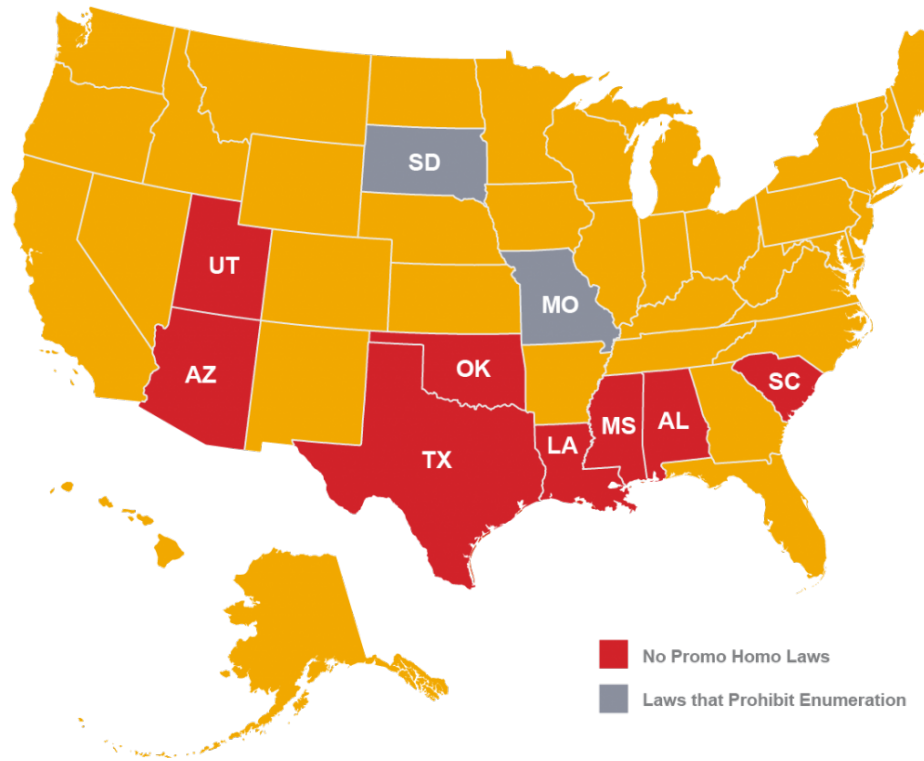 SD
UT
MO
AZ
OK
SC
TX
LA
MS
AL
No Promo Homo Laws
Laws that Prohibit Enumeration